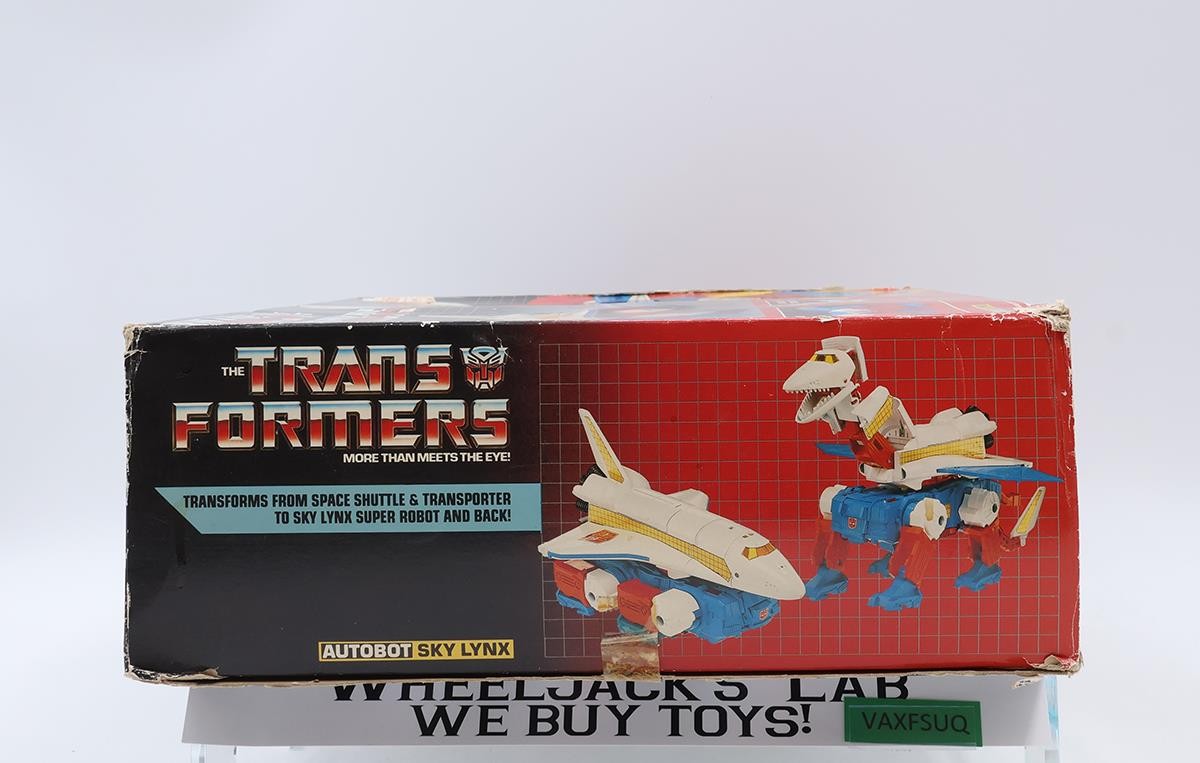 THE TRANS
FORMERS
MORE THAN MEETS THE EYE!
TRANSFORMS FROM SPACE SHUTTLE & TRANSPORTER
TO SKY LYNX SUPER ROBOT AND BACK!
AUTOBOT SKY LYNX
WHEELJACK'S LAB
WE BUY TOYS!
VAXFSUQ